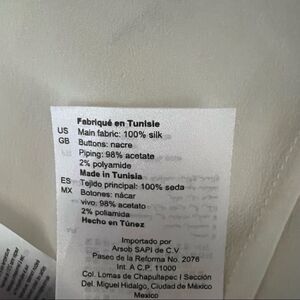 Fabriqué en Tunisie
US Main fabric: 100% silk
GB Buttons: nacre
Piping: 98% acetate
2% polyamide
Made in Tunisia
ES Tejido principal: 100% seda
MX Botones: nácar
vivo: 98% acetato
2% poliamida
Hecho en Túnez
Importado por
Arsob SAPI de C.V
Paseo de la Reforma No. 2076
Int. A C.P. 11000
Col. Lomas de Chapultepec I Sección
Del. Miguel Hidalgo, Ciudad de México
Mexico